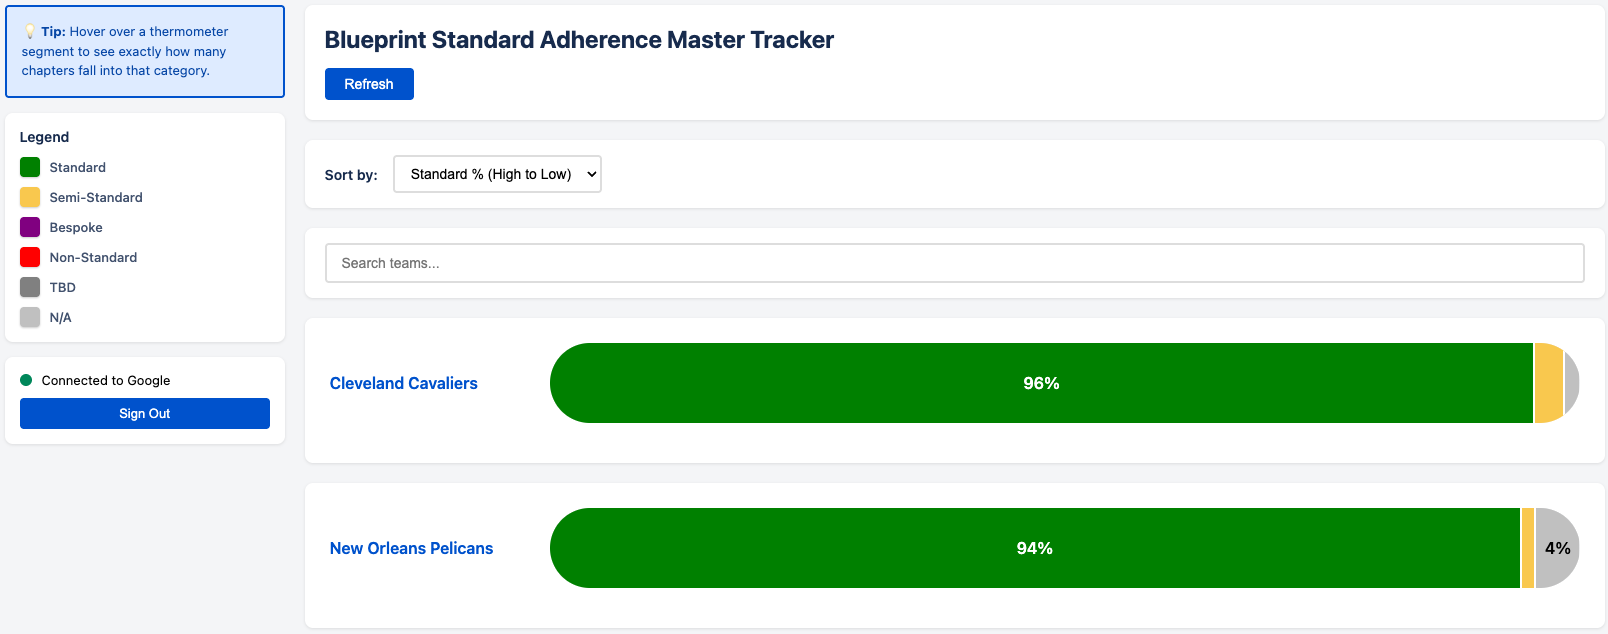 💡 Tip: Hover over a thermometer
segment to see exactly how many
chapters fall into that category.
Legend
Standard
Semi-Standard
Bespoke
Non-Standard
TBD
N/A
Connected to Google
Sign Out
Blueprint Standard Adherence Master Tracker
Refresh
Sort by: Standard % (High to Low)
Search teams...
Cleveland Cavaliers 96%
New Orleans Pelicans 94% 4%